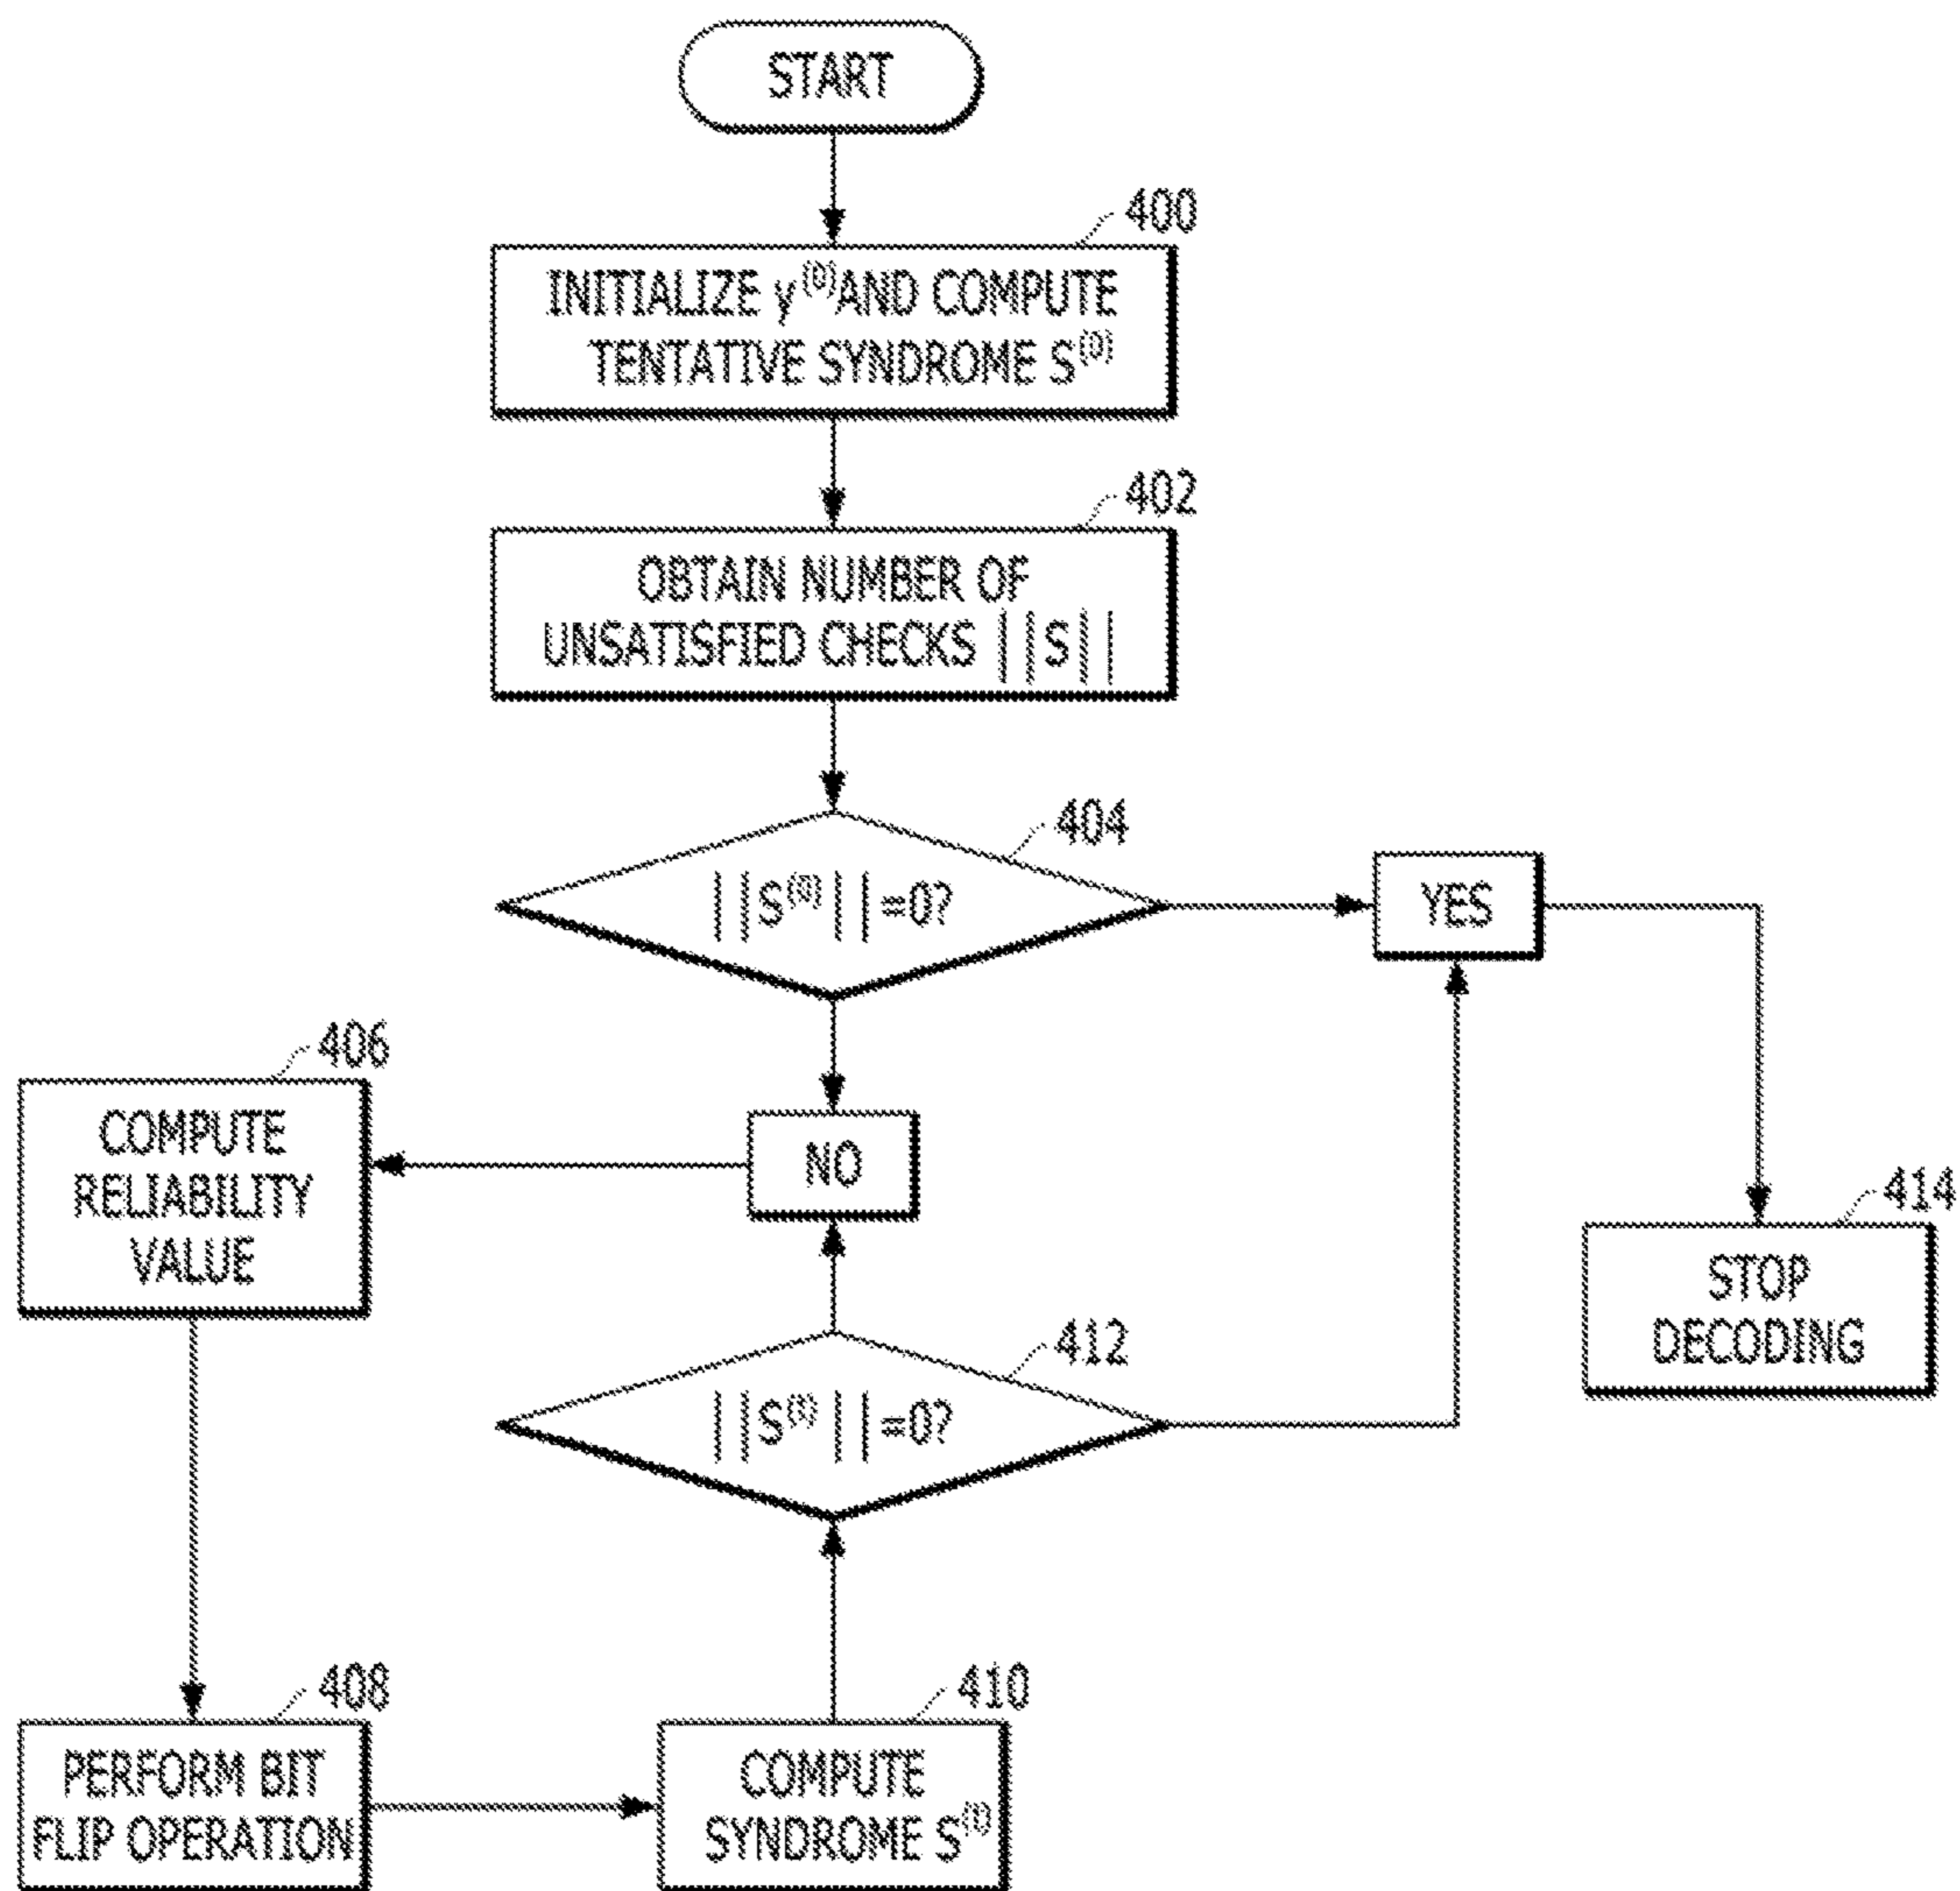 START
400
INITIALIZE y^(0) AND COMPUTE
TENTATIVE SYNDROME S^(0)
402
OBTAIN NUMBER OF
UNSATISFIED CHECKS ||S||
404
||S^(0)||=0?
YES
406
COMPUTE
RELIABILITY
VALUE
NO
414
STOP
DECODING
412
||S^(t)||=0?
408
PERFORM BIT
FLIP OPERATION
410
COMPUTE
SYNDROME S^(t)